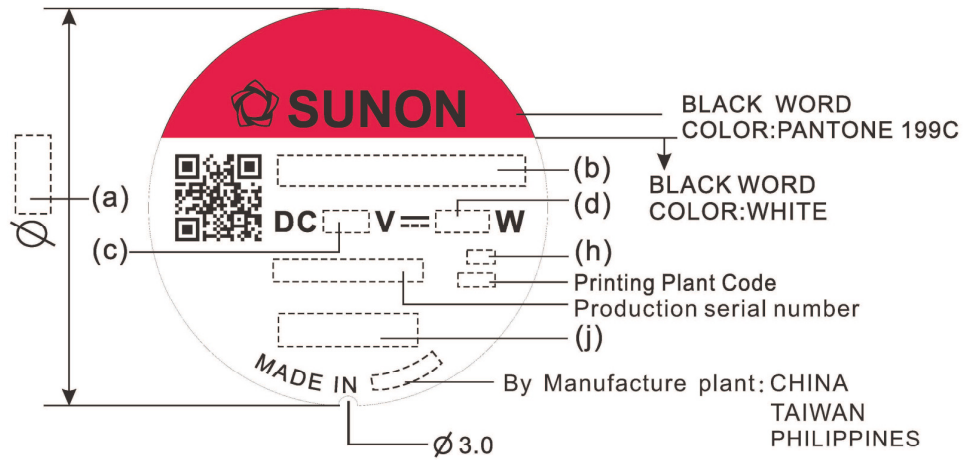 SUNON
BLACK WORD
COLOR:PANTONE 199C
BLACK WORD
COLOR:WHITE
(a)
Ø
(b)
(d)
DC V W
(c)
(h)
Printing Plant Code
Production serial number
(j)
MADE IN
By Manufacture plant: CHINA
TAIWAN
PHILIPPINES
Ø 3.0